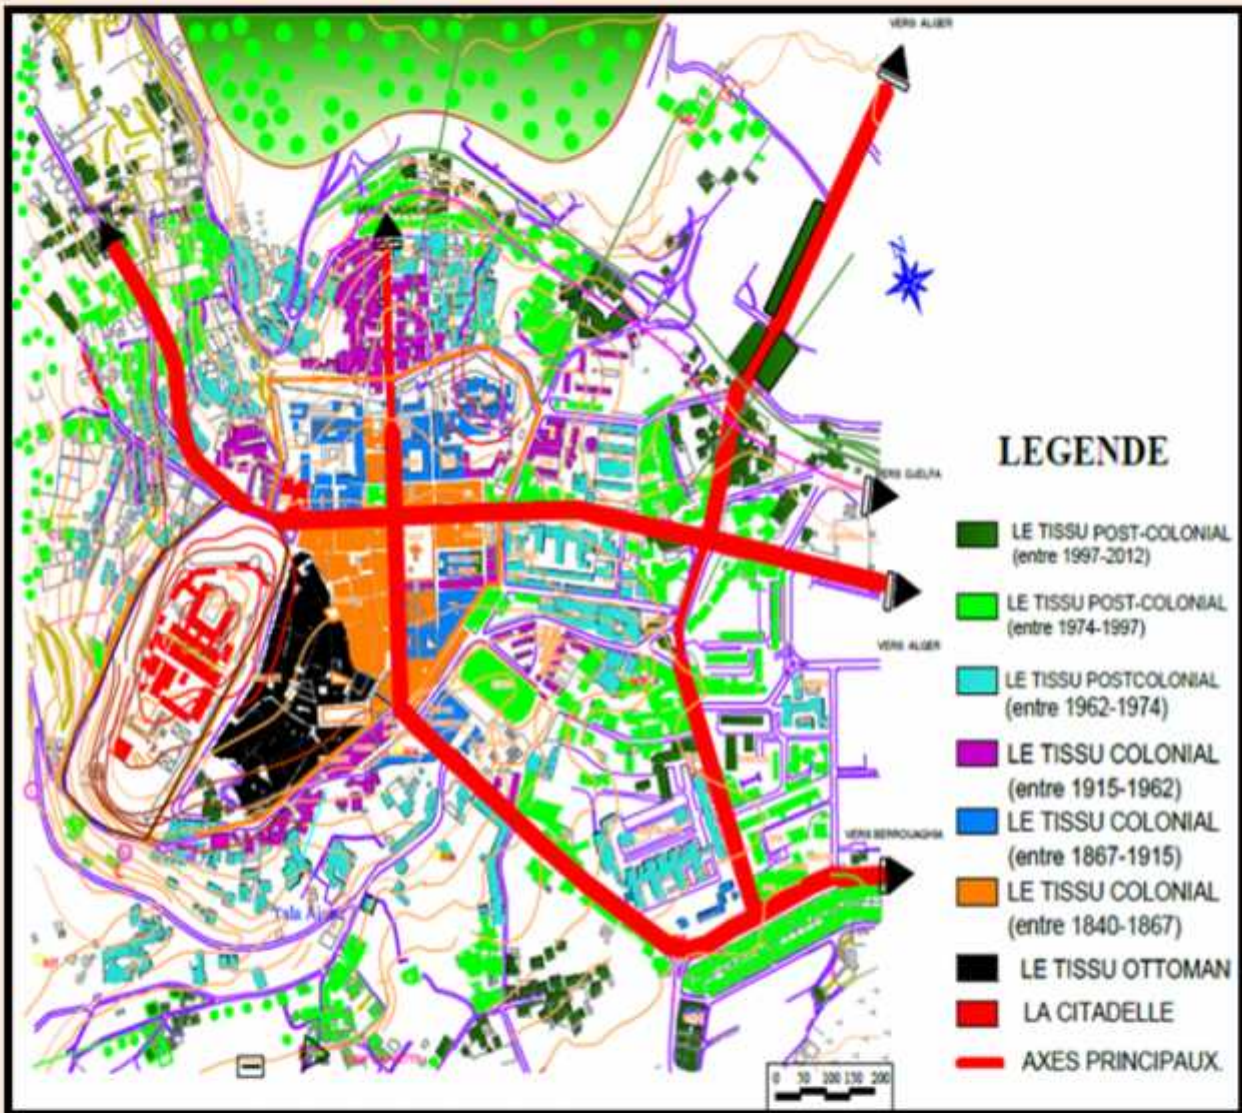 VERS ALGER
VERS DJELFA
VERS ALGER
VERS BERROUAGHIA
LEGENDE
LE TISSU POST-COLONIAL
(entre 1997-2012)
LE TISSU POST-COLONIAL
(entre 1974-1997)
LE TISSU POSTCOLONIAL
(entre 1962-1974)
LE TISSU COLONIAL
(entre 1915-1962)
LE TISSU COLONIAL
(entre 1867-1915)
LE TISSU COLONIAL
(entre 1840-1867)
LE TISSU OTTOMAN
LA CITADELLE
AXES PRINCIPAUX.
0 50 100 150 200